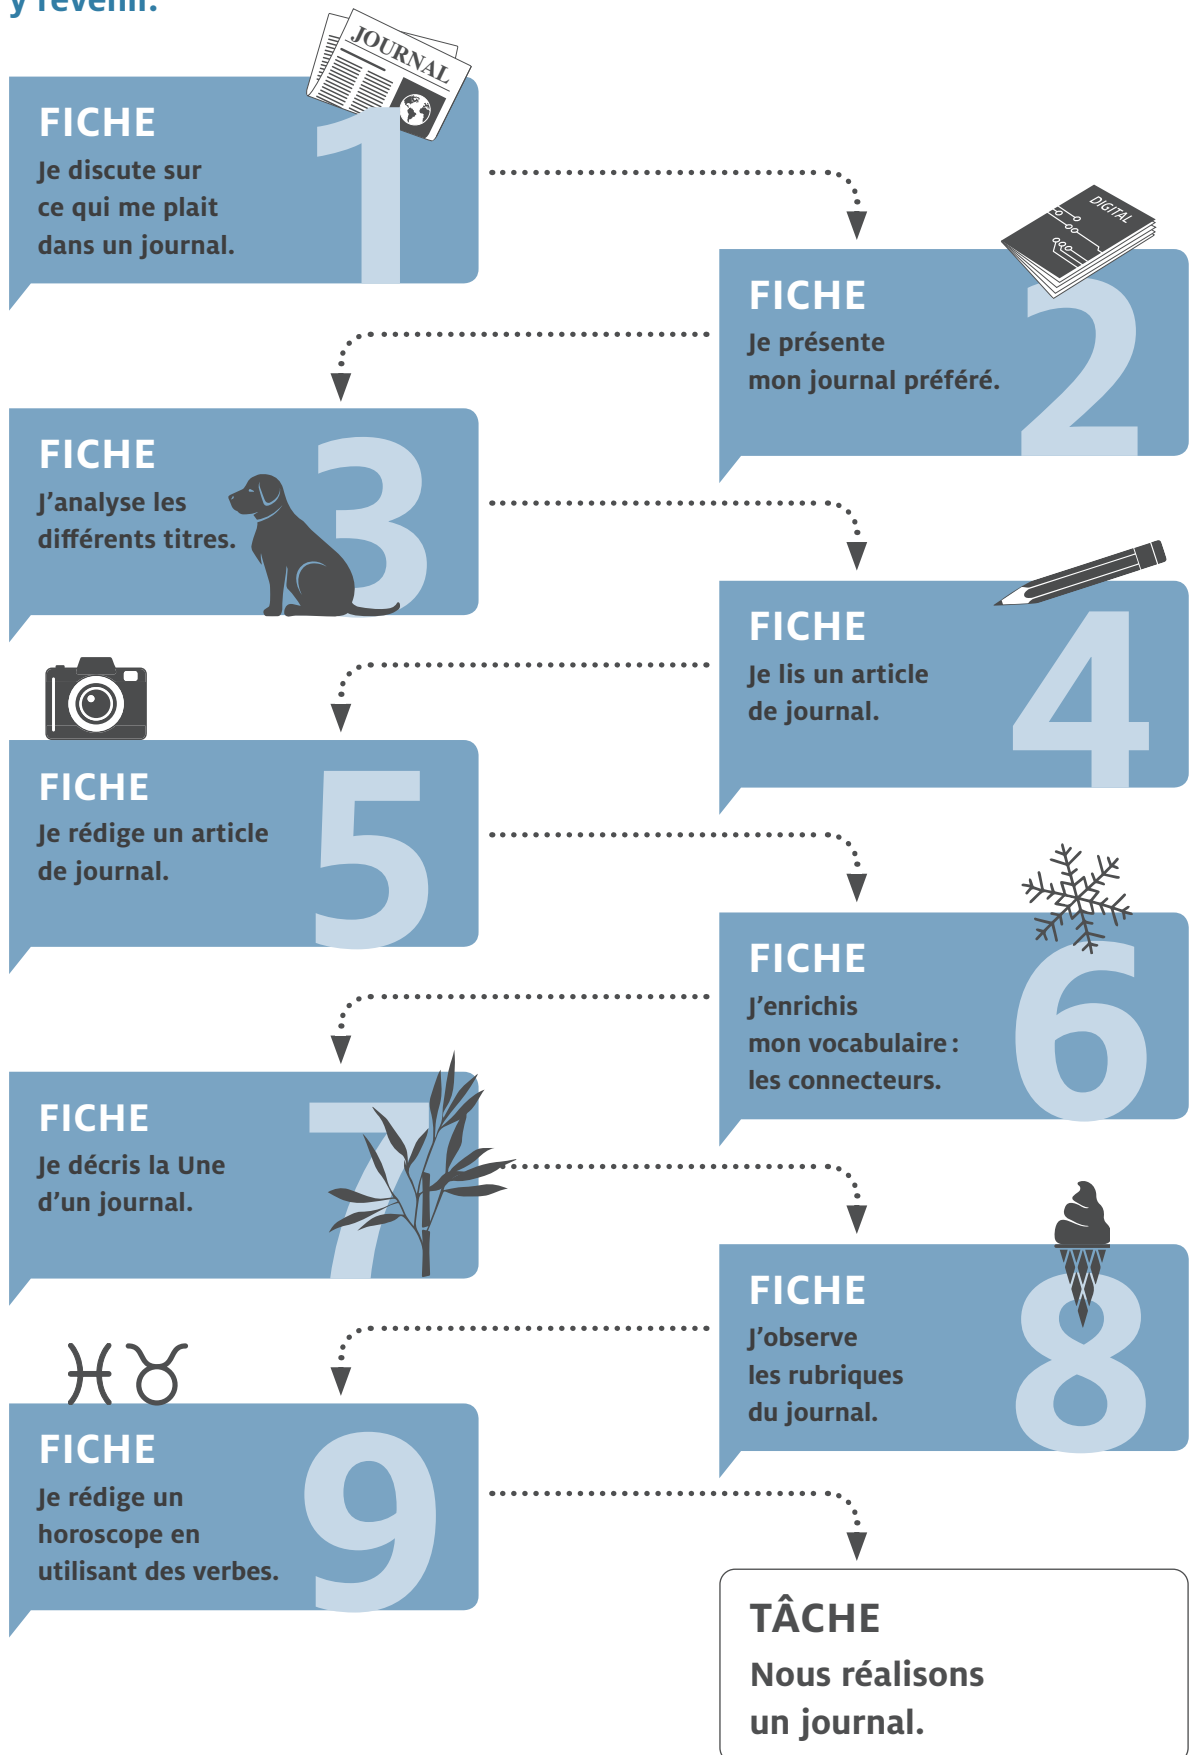 y revenir.
JOURNAL
FICHE
1
Je discute sur
ce qui me plait
dans un journal.
DIGITAL
FICHE
2
Je présente
mon journal préféré.
FICHE
3
J’analyse les
différents titres.
FICHE
4
Je lis un article
de journal.
FICHE
5
Je rédige un article
de journal.
FICHE
6
J’enrichis
mon vocabulaire :
les connecteurs.
FICHE
7
Je décris la Une
d’un journal.
FICHE
8
J’observe
les rubriques
du journal.
FICHE
9
Je rédige un
horoscope en
utilisant des verbes.
TÂCHE
Nous réalisons
un journal.